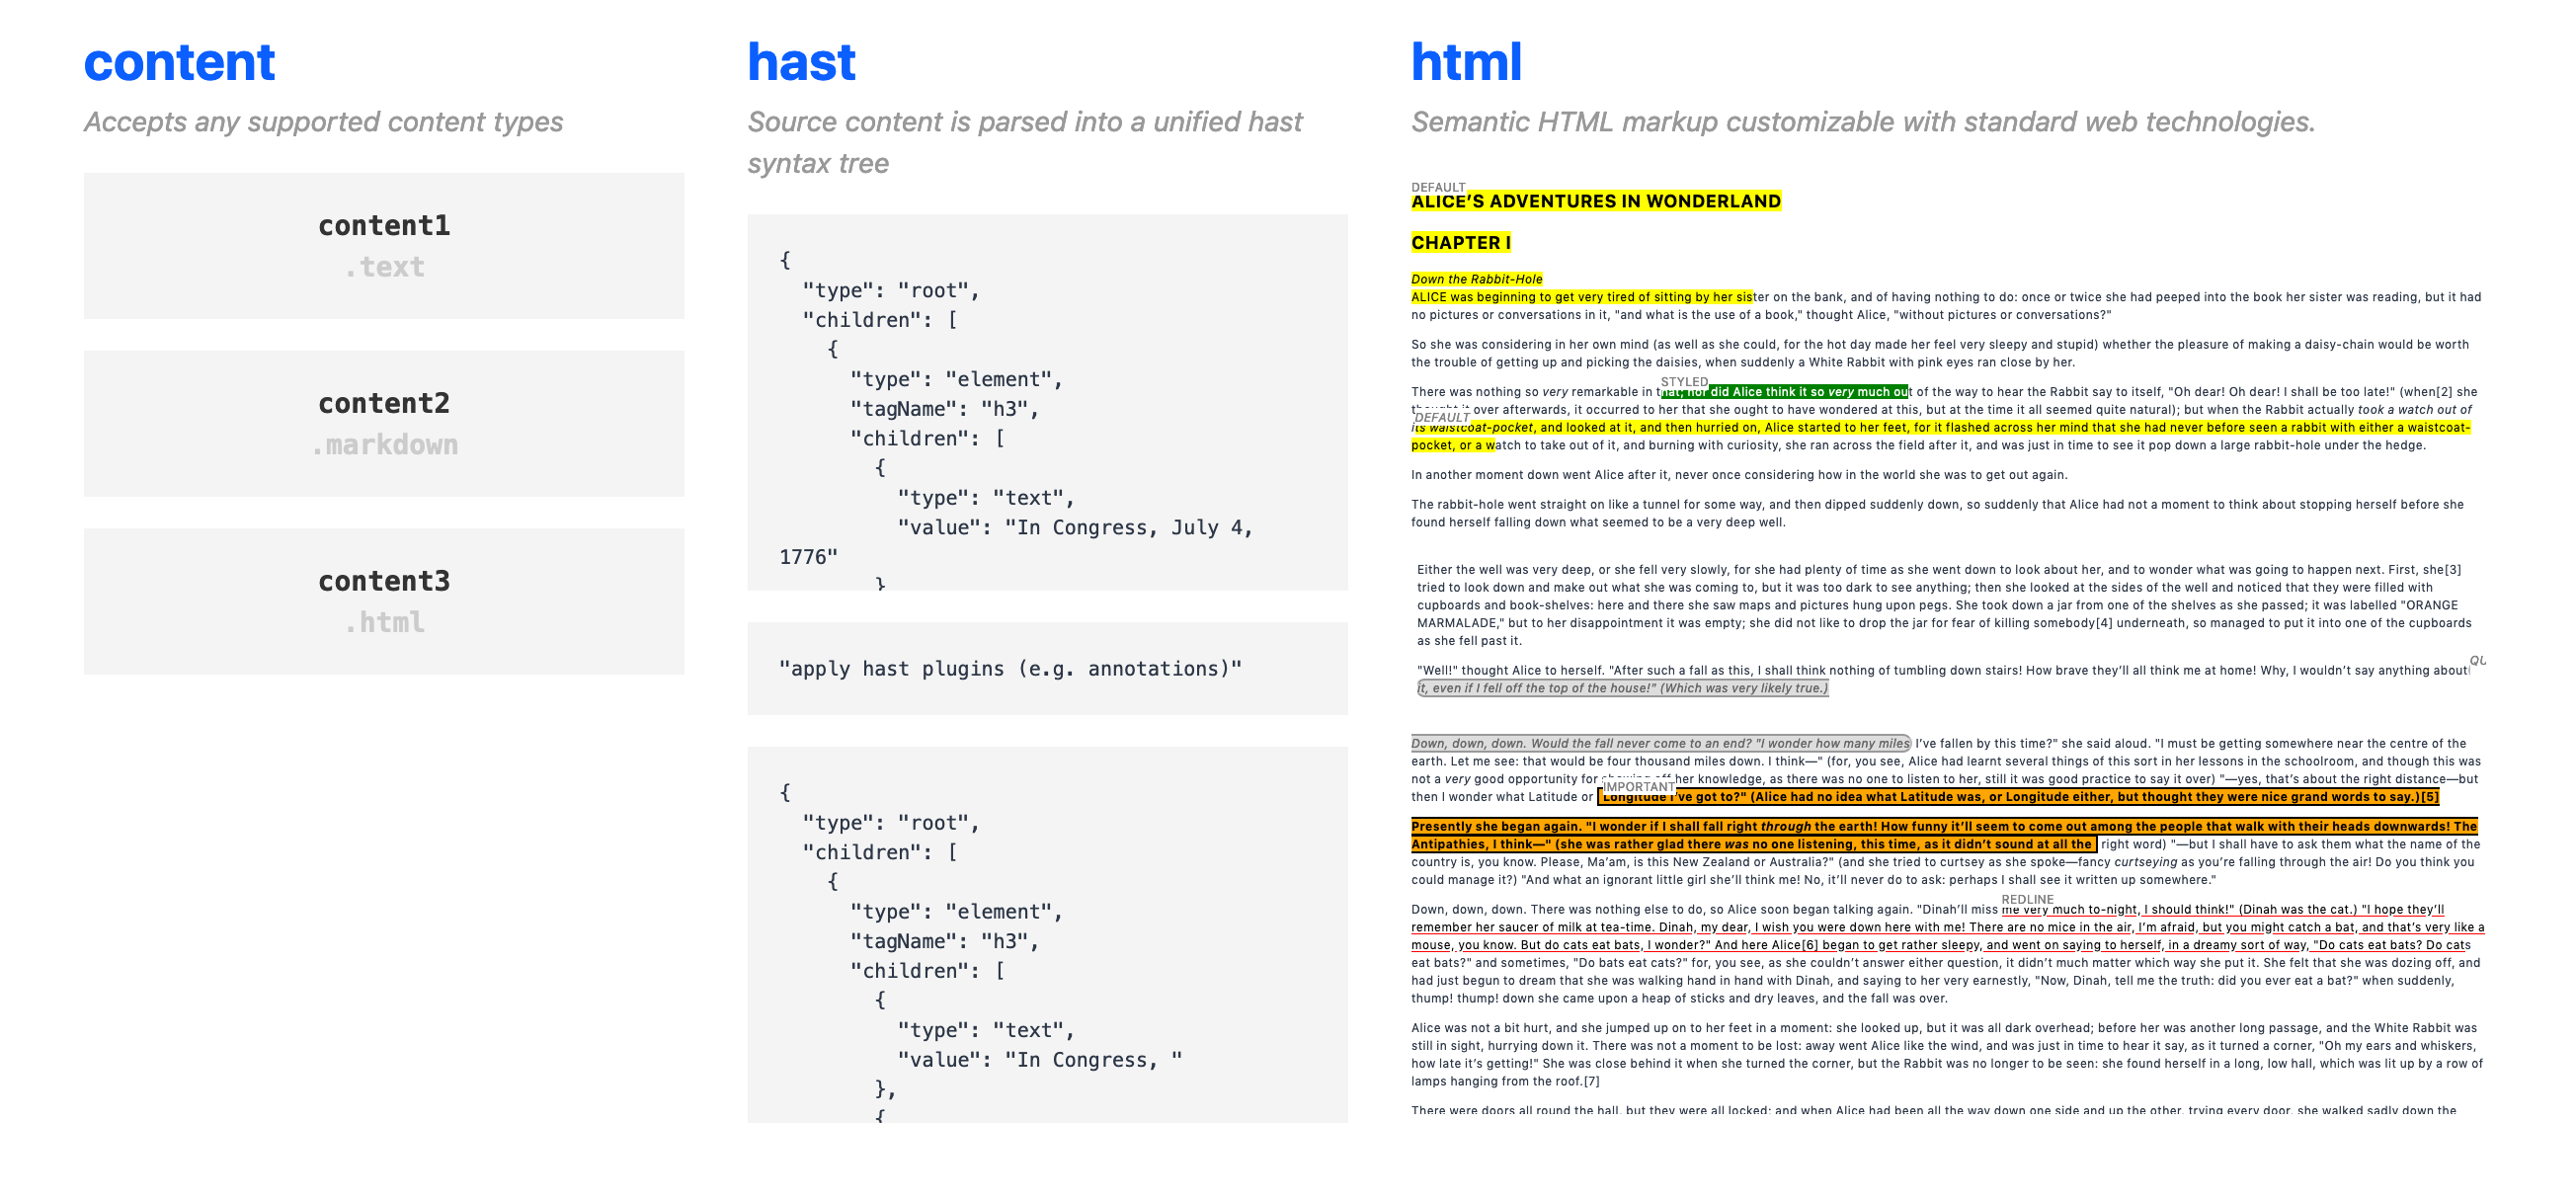 content
Accepts any supported content types
content1
.text
content2
.markdown
content3
.html
hast
Source content is parsed into a unified hast
syntax tree
{
"type": "root",
"children": [
{
"type": "element",
"tagName": "h3",
"children": [
{
"type": "text",
"value": "In Congress, July 4,
1776"
}
"apply hast plugins (e.g. annotations)"
{
"type": "root",
"children": [
{
"type": "element",
"tagName": "h3",
"children": [
{
"type": "text",
"value": "In Congress, "
},
{
html
Semantic HTML markup customizable with standard web technologies.
DEFAULT
ALICE’S ADVENTURES IN WONDERLAND
CHAPTER I
Down the Rabbit-Hole
ALICE was beginning to get very tired of sitting by her sister on the bank, and of having nothing to do: once or twice she had peeped into the book her sister was reading, but it had
no pictures or conversations in it, "and what is the use of a book," thought Alice, "without pictures or conversations?"
So she was considering in her own mind (as well as she could, for the hot day made her feel very sleepy and stupid) whether the pleasure of making a daisy-chain would be worth
the trouble of getting up and picking the daisies, when suddenly a White Rabbit with pink eyes ran close by her.
STYLED
There was nothing so very remarkable in that; nor did Alice think it so very much out of the way to hear the Rabbit say to itself, "Oh dear! Oh dear! I shall be too late!" (when[2] she
DEFAULT
over afterwards, it occurred to her that she ought to have wondered at this, but at the time it all seemed quite natural); but when the Rabbit actually took a watch out of
its waistcoat-pocket, and looked at it, and then hurried on, Alice started to her feet, for it flashed across her mind that she had never before seen a rabbit with either a waistcoat-
pocket, or a watch to take out of it, and burning with curiosity, she ran across the field after it, and was just in time to see it pop down a large rabbit-hole under the hedge.
In another moment down went Alice after it, never once considering how in the world she was to get out again.
The rabbit-hole went straight on like a tunnel for some way, and then dipped suddenly down, so suddenly that Alice had not a moment to think about stopping herself before she
found herself falling down what seemed to be a very deep well.
Either the well was very deep, or she fell very slowly, for she had plenty of time as she went down to look about her, and to wonder what was going to happen next. First, she[3]
tried to look down and make out what she was coming to, but it was too dark to see anything; then she looked at the sides of the well and noticed that they were filled with
cupboards and book-shelves: here and there she saw maps and pictures hung upon pegs. She took down a jar from one of the shelves as she passed; it was labelled "ORANGE
MARMALADE," but to her disappointment it was empty; she did not like to drop the jar for fear of killing somebody[4] underneath, so managed to put it into one of the cupboards
as she fell past it.
QU
"Well!" thought Alice to herself. "After such a fall as this, I shall think nothing of tumbling down stairs! How brave they’ll all think me at home! Why, I wouldn’t say anything about
it, even if I fell off the top of the house!" (Which was very likely true.)
Down, down, down. Would the fall never come to an end? "I wonder how many miles I’ve fallen by this time?" she said aloud. "I must be getting somewhere near the centre of the
earth. Let me see: that would be four thousand miles down. I think—" (for, you see, Alice had learnt several things of this sort in her lessons in the schoolroom, and though this was
not a very good opportunity for showing off her knowledge, as there was no one to listen to her, still it was good practice to say it over) "—yes, that’s about the right distance—but
IMPORTANT
then I wonder what Latitude or Longitude I’ve got to?" (Alice had no idea what Latitude was, or Longitude either, but thought they were nice grand words to say.)[5]
Presently she began again. "I wonder if I shall fall right through the earth! How funny it’ll seem to come out among the people that walk with their heads downwards! The
Antipathies, I think—" (she was rather glad there was no one listening, this time, as it didn’t sound at all the right word) "—but I shall have to ask them what the name of the
country is, you know. Please, Ma’am, is this New Zealand or Australia?" (and she tried to curtsey as she spoke—fancy curtseying as you’re falling through the air! Do you think you
could manage it?) "And what an ignorant little girl she’ll think me! No, it’ll never do to ask: perhaps I shall see it written up somewhere."
REDLINE
Down, down, down. There was nothing else to do, so Alice soon began talking again. "Dinah’ll miss me very much to-night, I should think!" (Dinah was the cat.) "I hope they’ll
remember her saucer of milk at tea-time. Dinah, my dear, I wish you were down here with me! There are no mice in the air, I’m afraid, but you might catch a bat, and that’s very like a
mouse, you know. But do cats eat bats, I wonder?" And here Alice[6] began to get rather sleepy, and went on saying to herself, in a dreamy sort of way, "Do cats eat bats? Do cats
eat bats?" and sometimes, "Do bats eat cats?" for, you see, as she couldn’t answer either question, it didn’t much matter which way she put it. She felt that she was dozing off, and
had just begun to dream that she was walking hand in hand with Dinah, and saying to her very earnestly, "Now, Dinah, tell me the truth: did you ever eat a bat?" when suddenly,
thump! thump! down she came upon a heap of sticks and dry leaves, and the fall was over.
Alice was not a bit hurt, and she jumped up on to her feet in a moment: she looked up, but it was all dark overhead; before her was another long passage, and the White Rabbit was
still in sight, hurrying down it. There was not a moment to be lost: away went Alice like the wind, and was just in time to hear it say, as it turned a corner, "Oh my ears and whiskers,
how late it’s getting!" She was close behind it when she turned the corner, but the Rabbit was no longer to be seen: she found herself in a long, low hall, which was lit up by a row of
lamps hanging from the roof.[7]
There were doors all round the hall, but they were all locked; and when Alice had been all the way down one side and up the other, trying every door, she walked sadly down the